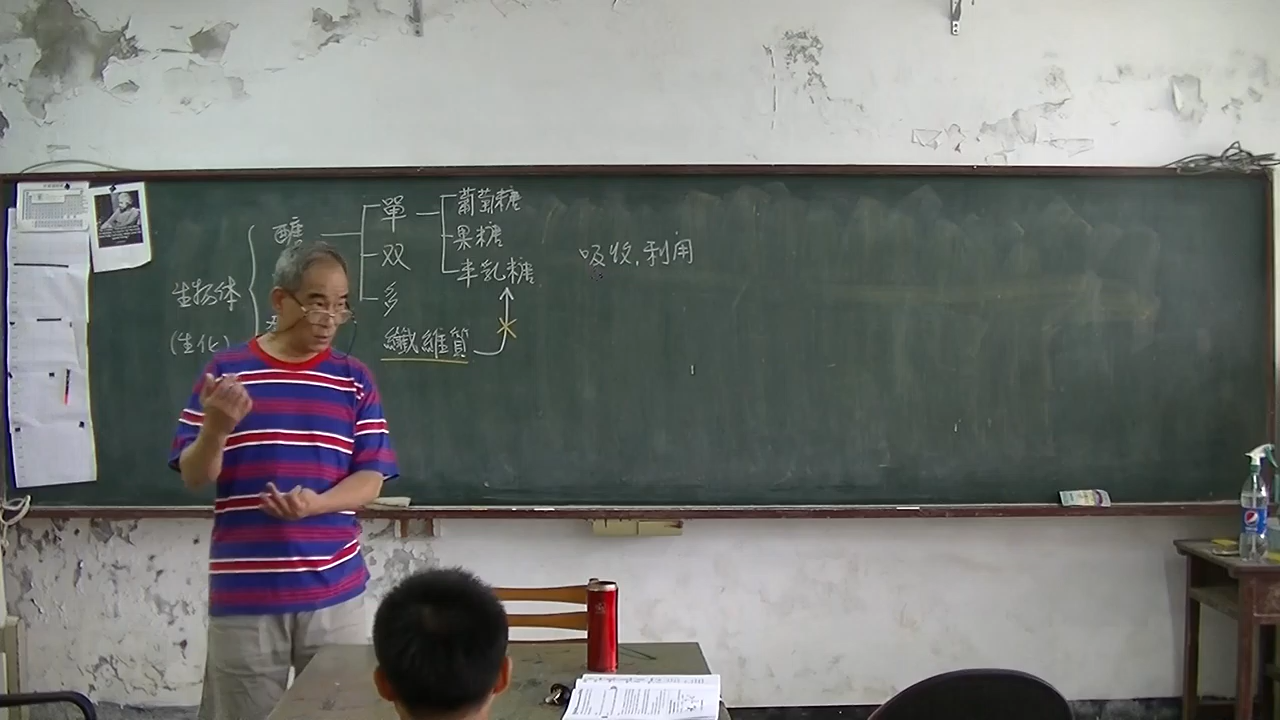 醣
單
葡萄糖
双
果糖
半乳糖
吸收,利用
生物体
多
(生化)
纖維質